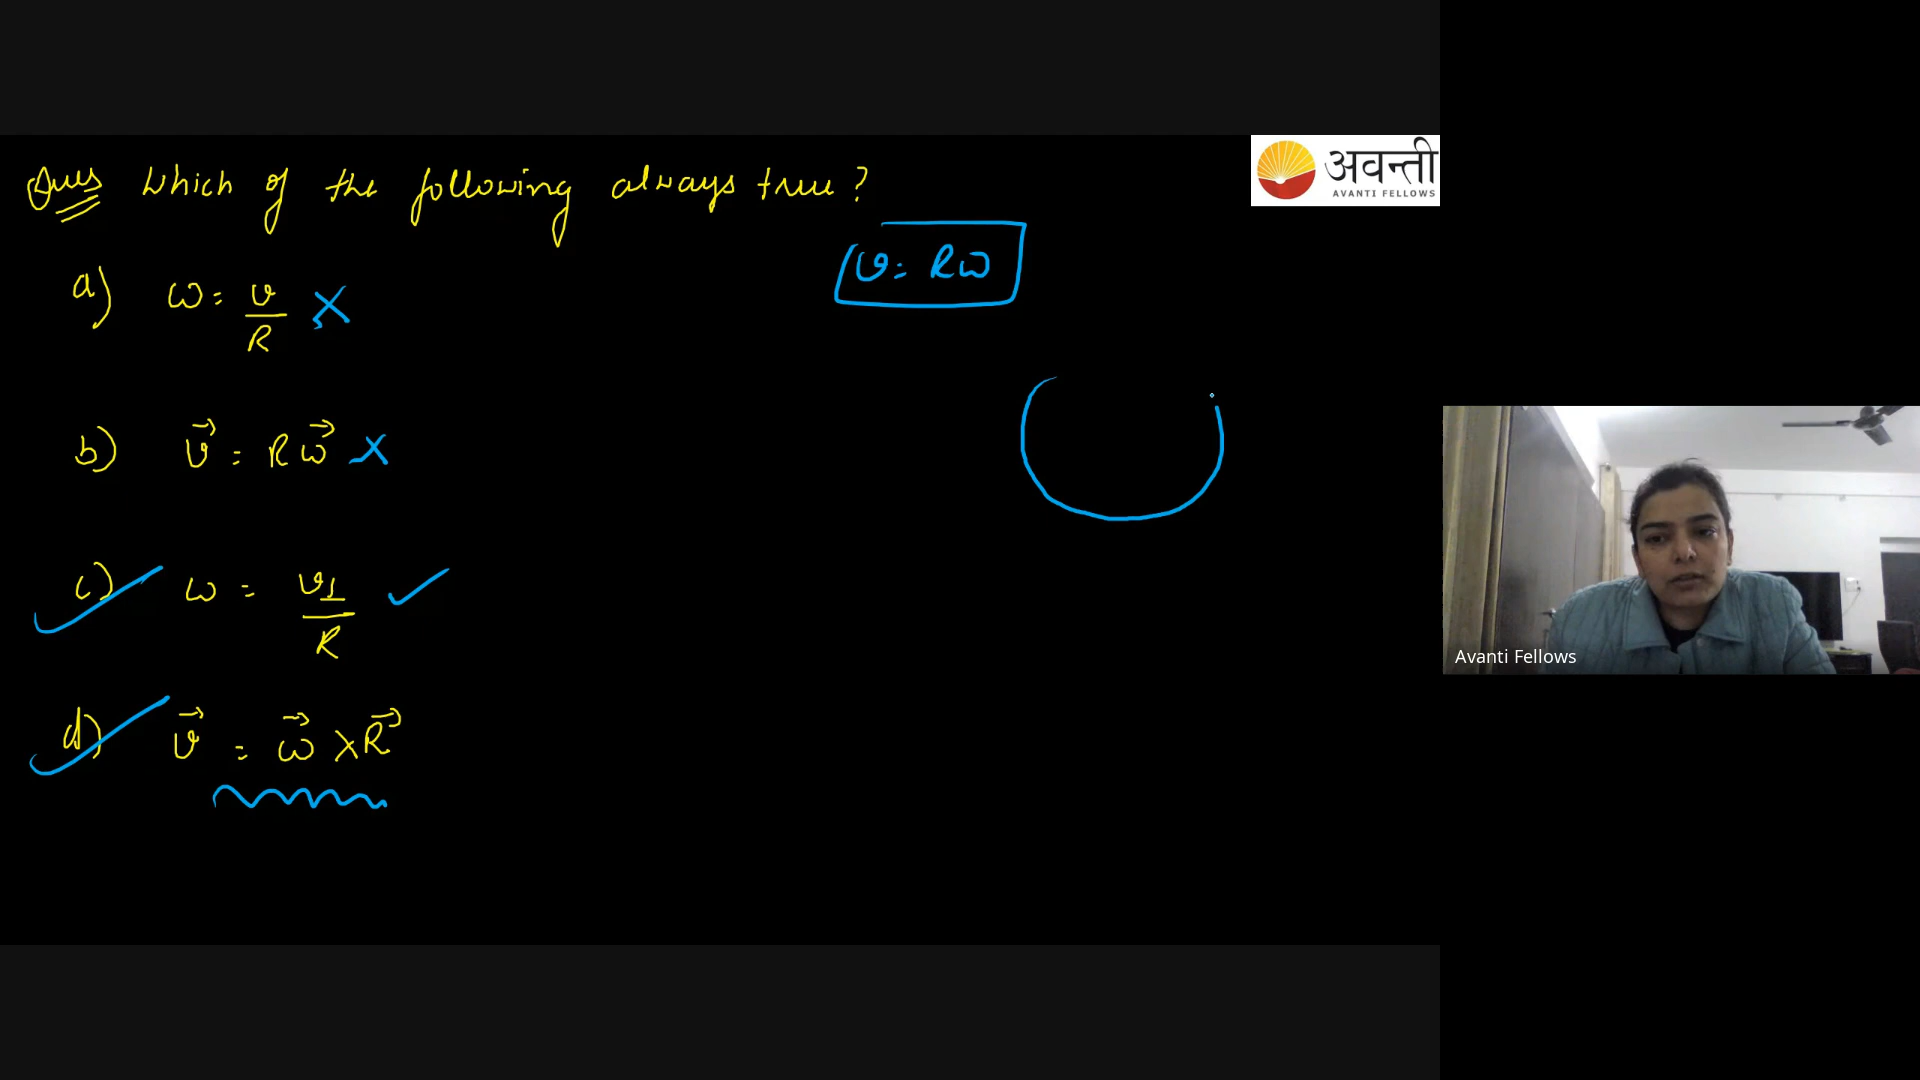 Ques which of the following always true ?
अवन्ती
AVANTI FELLOWS
v = Rω
a) ω = v/R ✗
b) v⃗ = R ω⃗ ✗
c) ω = v⊥/R ✓
d) v⃗ = ω⃗ × R⃗
Avanti Fellows